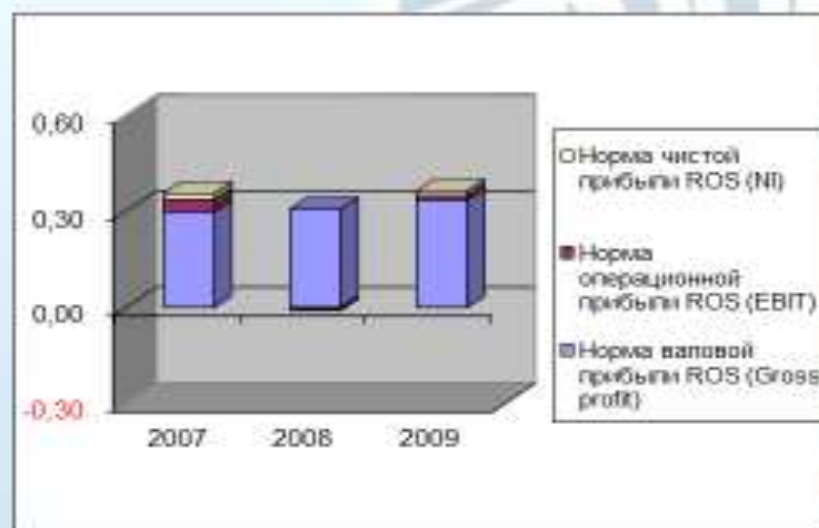 0,60
0,30
0,00
-0,30
2007
2008
2009
Норма чистой
прибыли ROS (NI)
Норма
операционной
прибыли ROS (EBIT)
Норма валовой
прибыли ROS (Gross
profit)